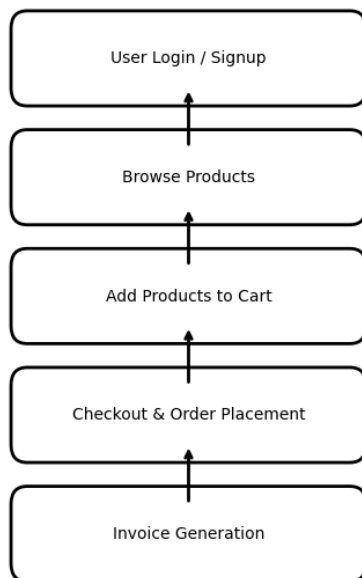 User Login / Signup
Browse Products
Add Products to Cart
Checkout & Order Placement
Invoice Generation